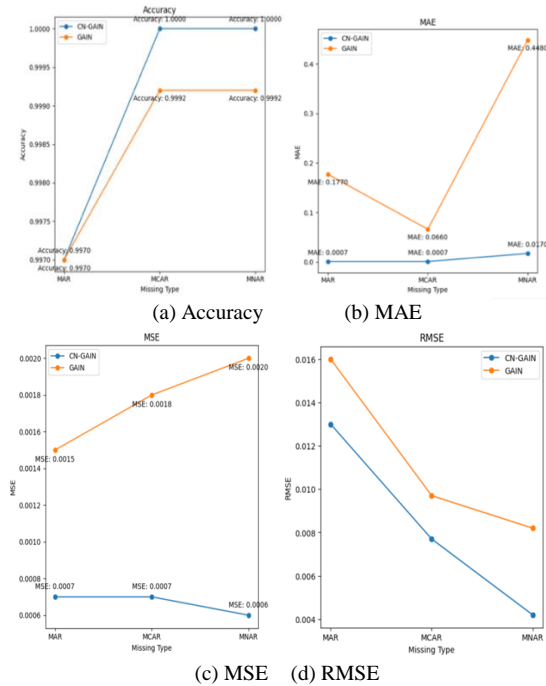 Accuracy
CN-GAIN
GAIN
1.0000
0.9995
0.9990
0.9985
0.9980
0.9975
0.9970
Accuracy
Accuracy: 1.0000
Accuracy: 1.0000
Accuracy: 0.9992
Accuracy: 0.9992
Accuracy: 0.9970
Accuracy: 0.9970
MAR
MCAR
MNAR
Missing Type
MAE
CN-GAIN
GAIN
0.4
0.3
0.2
0.1
0.0
MAE
MAE: 0.4480
MAE: 0.1770
MAE: 0.0660
MAE: 0.0007
MAE: 0.0007
MAE: 0.0170
MAR
MCAR
MNAR
Missing Type
(a) Accuracy
(b) MAE
MSE
CN-GAIN
GAIN
0.0020
0.0018
0.0016
0.0014
0.0012
0.0010
0.0008
0.0006
MSE
MSE: 0.0020
MSE: 0.0018
MSE: 0.0015
MSE: 0.0007
MSE: 0.0007
MSE: 0.0006
MAR
MCAR
MNAR
Missing Type
RMSE
CN-GAIN
GAIN
0.016
0.014
0.012
0.010
0.008
0.006
0.004
RMSE
MAR
MCAR
MNAR
Missing Type
(c) MSE
(d) RMSE